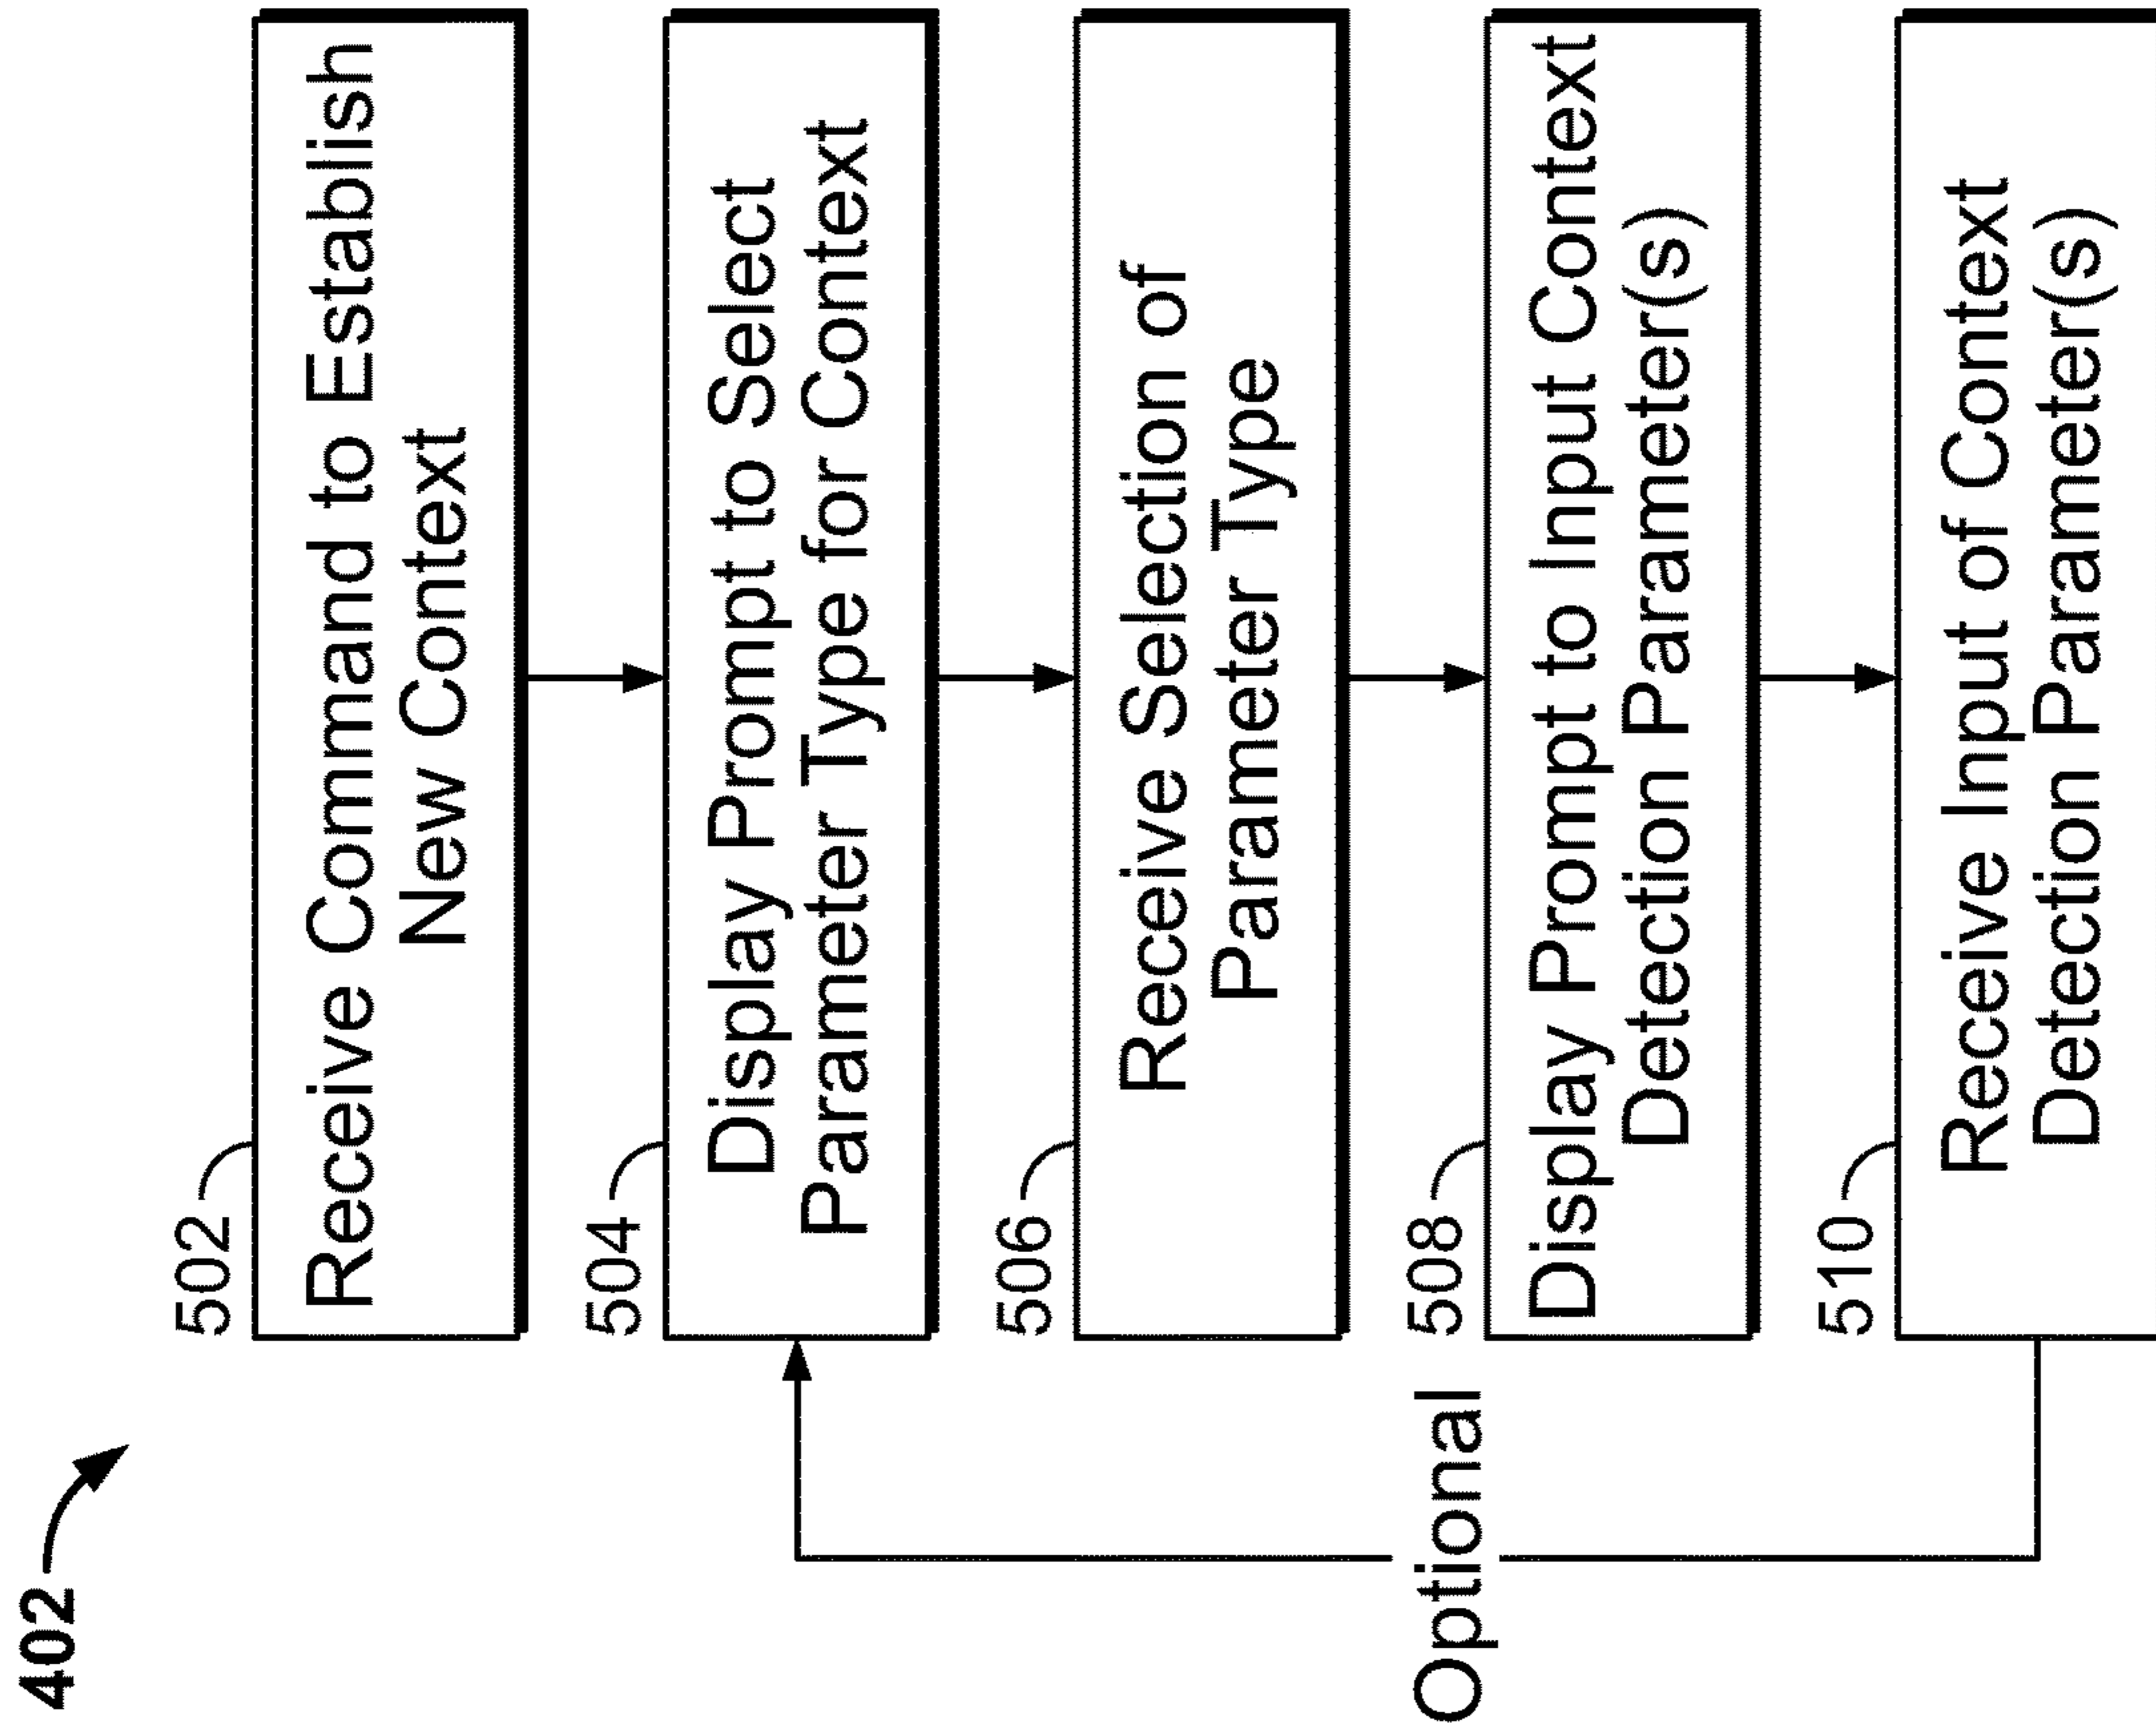 402
502
Receive Command to Establish
New Context
504
Display Prompt to Select
Parameter Type for Context
506
Receive Selection of
Parameter Type
508
Display Prompt to Input Context
Detection Parameter(s)
510
Receive Input of Context
Detection Parameter(s)
Optional